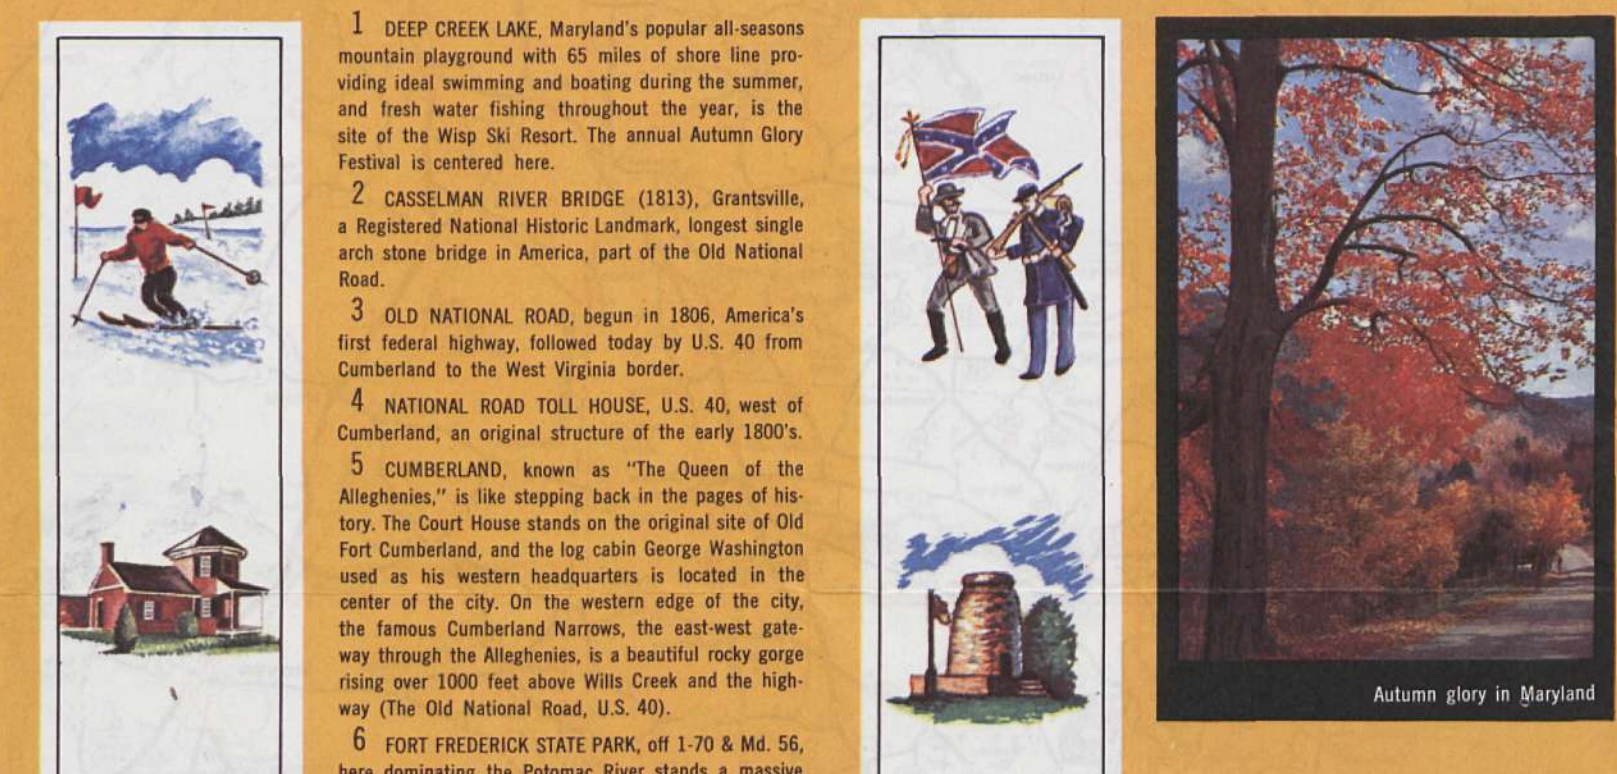 1 DEEP CREEK LAKE, Maryland's popular all-seasons
mountain playground with 65 miles of shore line pro-
viding ideal swimming and boating during the summer,
and fresh water fishing throughout the year, is the
site of the Wisp Ski Resort. The annual Autumn Glory
Festival is centered here.
2 CASSELMAN RIVER BRIDGE (1813), Grantsville,
a Registered National Historic Landmark, longest single
arch stone bridge in America, part of the Old National
Road.
3 OLD NATIONAL ROAD, begun in 1806, America's
first federal highway, followed today by U.S. 40 from
Cumberland to the West Virginia border.
4 NATIONAL ROAD TOLL HOUSE, U.S. 40, west of
Cumberland, an original structure of the early 1800's.
5 CUMBERLAND, known as "The Queen of the
Alleghenies," is like stepping back in the pages of his-
tory. The Court House stands on the original site of Old
Fort Cumberland, and the log cabin George Washington
used as his western headquarters is located in the
center of the city. On the western edge of the city,
the famous Cumberland Narrows, the east-west gate-
way through the Alleghenies, is a beautiful rocky gorge
rising over 1000 feet above Wills Creek and the high-
way (The Old National Road, U.S. 40).
6 FORT FREDERICK STATE PARK, off 1-70 & Md. 56,
here dominating the Potomac River stands a massive
Autumn glory in Maryland